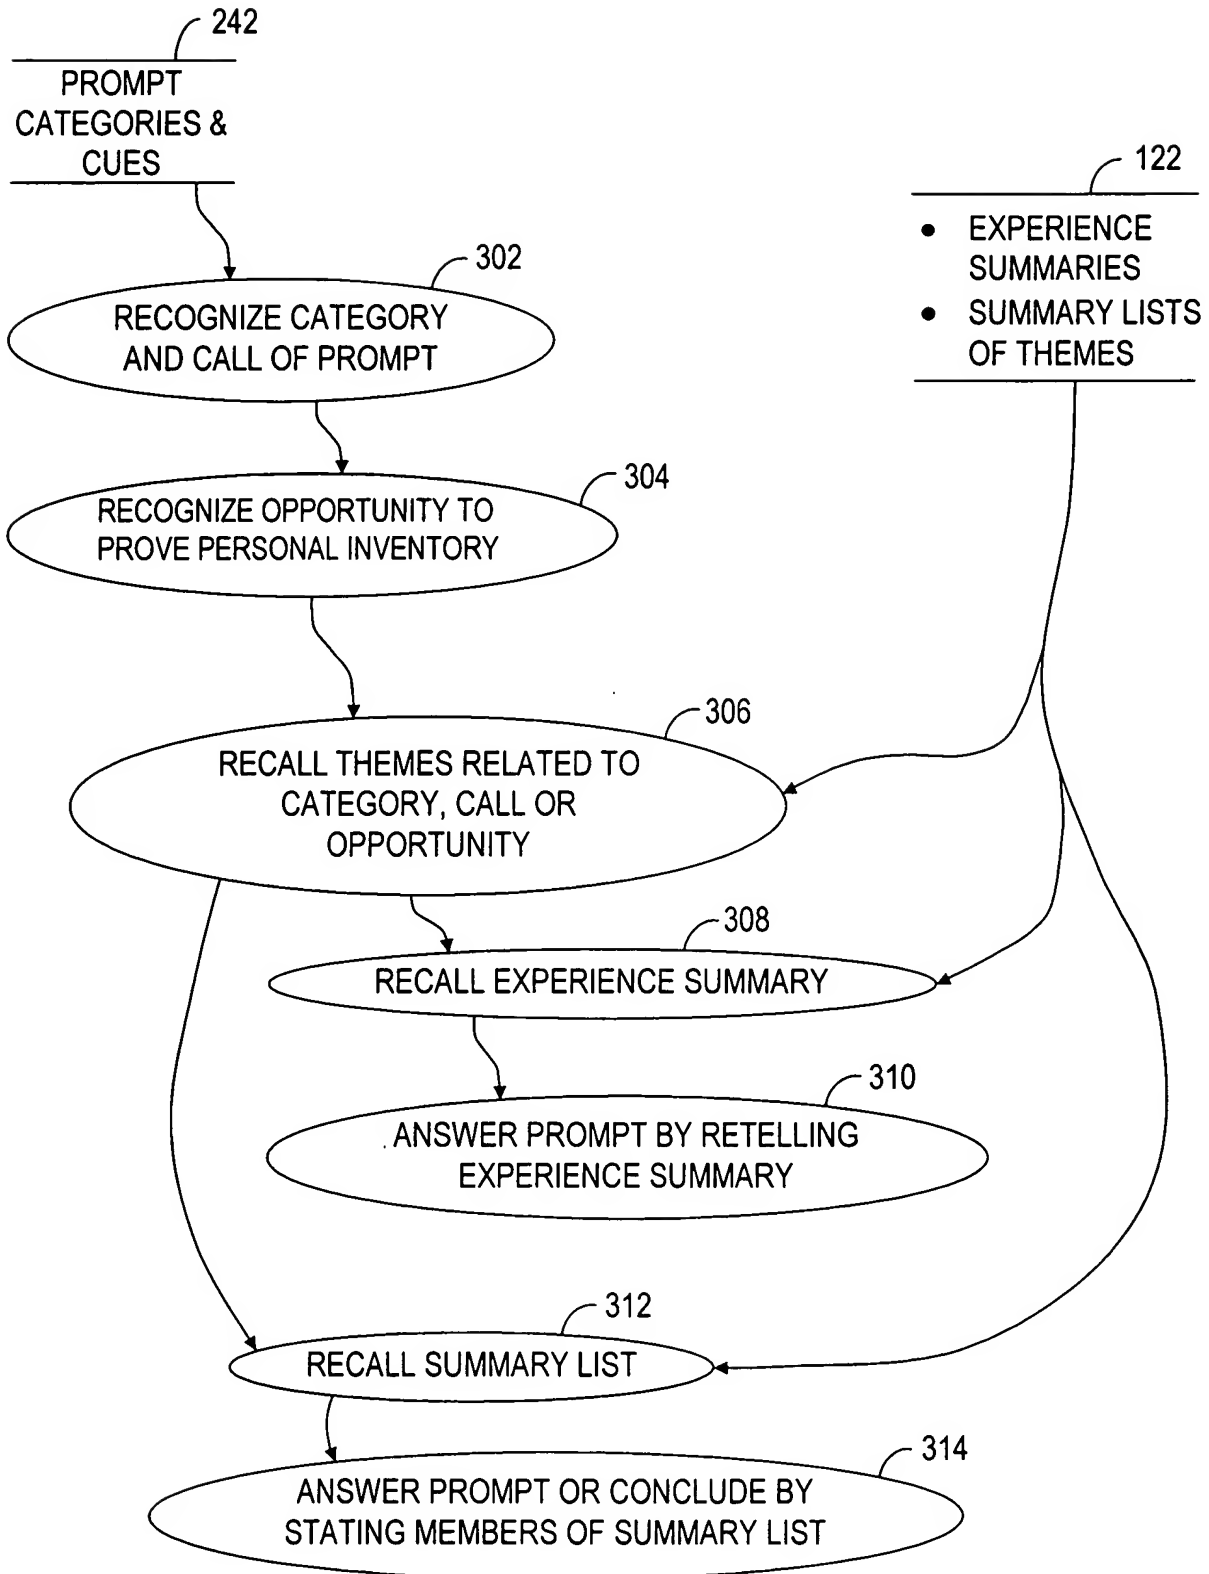 242
PROMPT
CATEGORIES &
CUES
122
• EXPERIENCE
SUMMARIES
• SUMMARY LISTS
OF THEMES
302
RECOGNIZE CATEGORY
AND CALL OF PROMPT
304
RECOGNIZE OPPORTUNITY TO
PROVE PERSONAL INVENTORY
306
RECALL THEMES RELATED TO
CATEGORY, CALL OR
OPPORTUNITY
308
RECALL EXPERIENCE SUMMARY
310
ANSWER PROMPT BY RETELLING
EXPERIENCE SUMMARY
312
RECALL SUMMARY LIST
314
ANSWER PROMPT OR CONCLUDE BY
STATING MEMBERS OF SUMMARY LIST